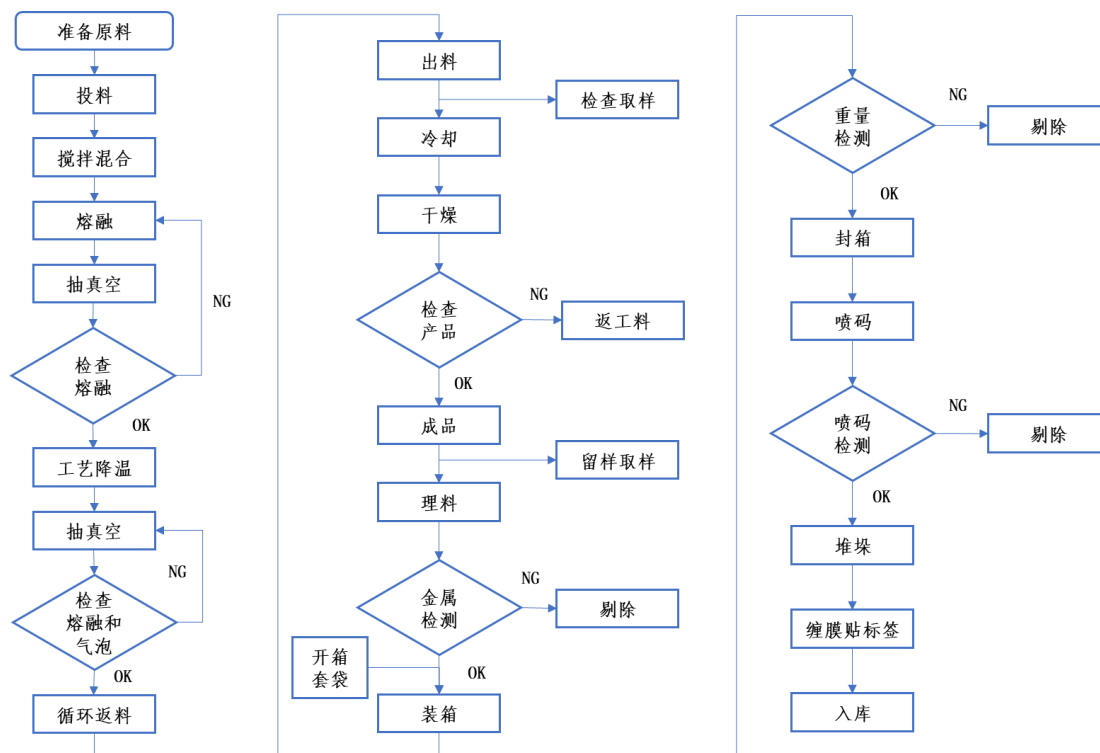 准备原料
投料
搅拌混合
熔融
抽真空
NG
检查
熔融
OK
工艺降温
抽真空
NG
检查
熔融和
气泡
OK
循环返料
出料
检查取样
冷却
干燥
检查
产品
NG
返工料
OK
成品
留样取样
理料
金属
检测
NG
剔除
开箱
套袋
OK
装箱
重量
检测
NG
剔除
OK
封箱
喷码
喷码
检测
NG
剔除
OK
堆垛
缠膜贴标签
入库